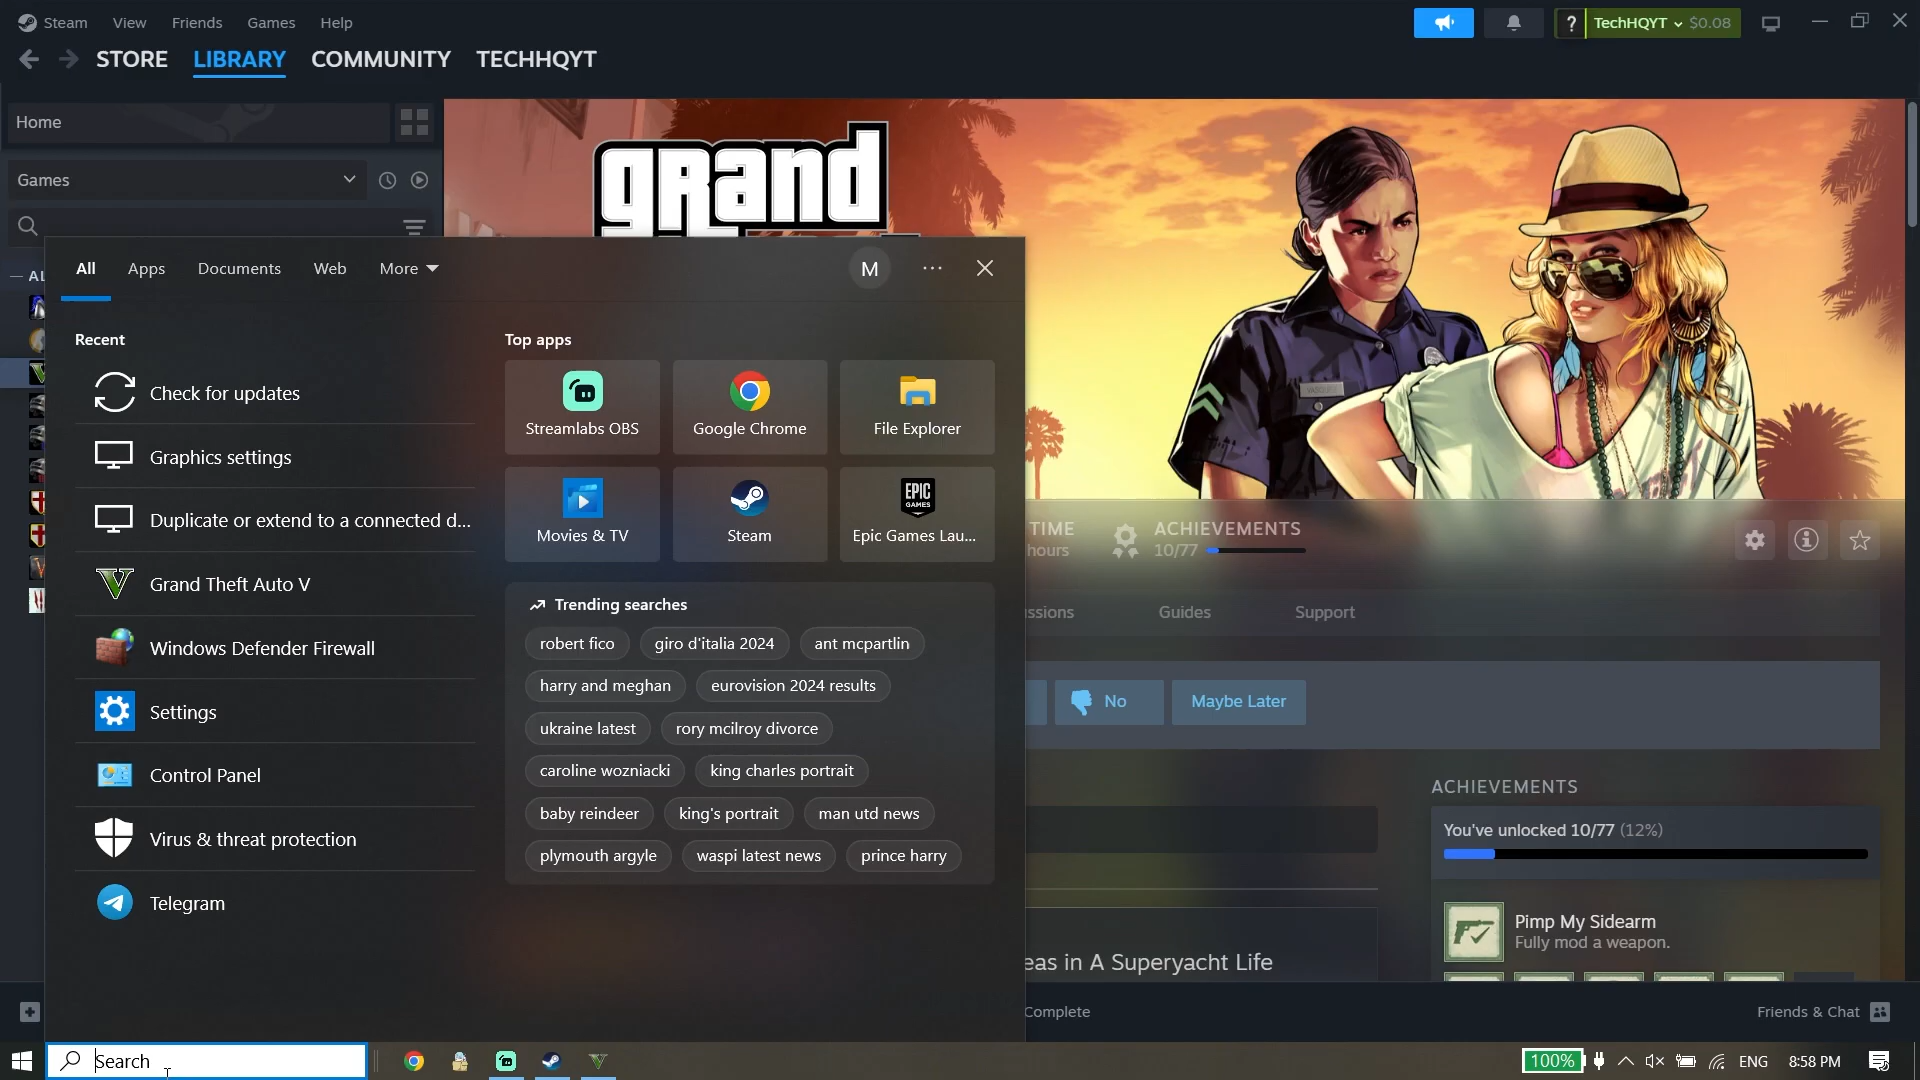 Steam View Friends Games Help
TechHQYT $0.08
STORE LIBRARY COMMUNITY TECHHQYT
Home
Games
grand
AL
All Apps Documents Web More
M
Recent
Check for updates
Graphics settings
Duplicate or extend to a connected d...
Grand Theft Auto V
Windows Defender Firewall
Settings
Control Panel
Virus & threat protection
Telegram
Top apps
Streamlabs OBS
Google Chrome
File Explorer
Movies & TV
Steam
EPIC GAMES
Epic Games Lau...
Trending searches
robert fico giro d'italia 2024 ant mcpartlin
harry and meghan eurovision 2024 results
ukraine latest rory mcilroy divorce
caroline wozniacki king charles portrait
baby reindeer king's portrait man utd news
plymouth argyle waspi latest news prince harry
TIME
hours
ACHIEVEMENTS
10/77
ssions Guides Support
No Maybe Later
ACHIEVEMENTS
You've unlocked 10/77 (12%)
Pimp My Sidearm
Fully mod a weapon.
eas in A Superyacht Life
Complete
Friends & Chat
Search
100% ENG 8:58 PM